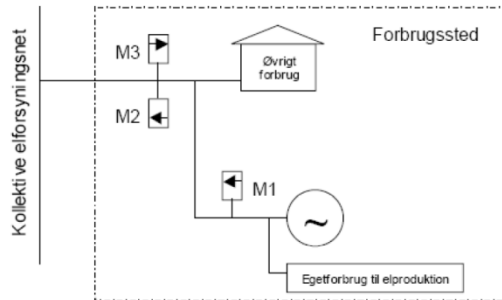 Kollektive elforsyningsnet
Forbrugssted
M3
Øvrigt
forbrug
M2
M1
~
Egetforbrug til elproduktion